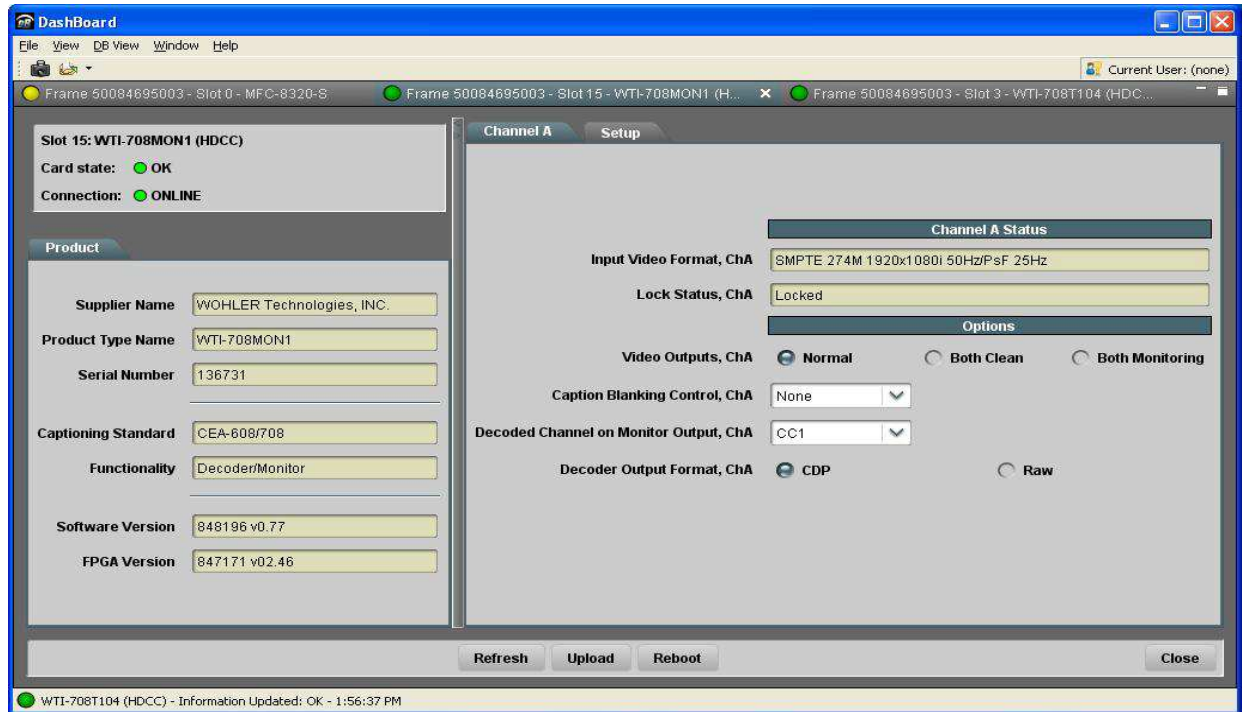 DashBoard
File View DB View Window Help
Current User: (none)
Frame 50084695003 - Slot 0 - MFC-8320-S
Frame 50084695003 - Slot 15 - WTI-708MON1 (H...
Frame 50084695003 - Slot 3 - WTI-708T104 (HDC...
Slot 15: WTI-708MON1 (HDCC)
Card state: OK
Connection: ONLINE
Product
Supplier Name WOHLER Technologies, INC.
Product Type Name WTI-708MON1
Serial Number 136731
Captioning Standard CEA-608/708
Functionality Decoder/Monitor
Software Version 848196 v0.77
FPGA Version 847171 v02.46
Channel A Setup
Channel A Status
Input Video Format, ChA SMPTE 274M 1920x1080i 50Hz/PsF 25Hz
Lock Status, ChA Locked
Options
Video Outputs, ChA Normal Both Clean Both Monitoring
Caption Blanking Control, ChA None
Decoded Channel on Monitor Output, ChA CC1
Decoder Output Format, ChA CDP Raw
Refresh Upload Reboot Close
WTI-708T104 (HDCC) - Information Updated: OK - 1:56:37 PM